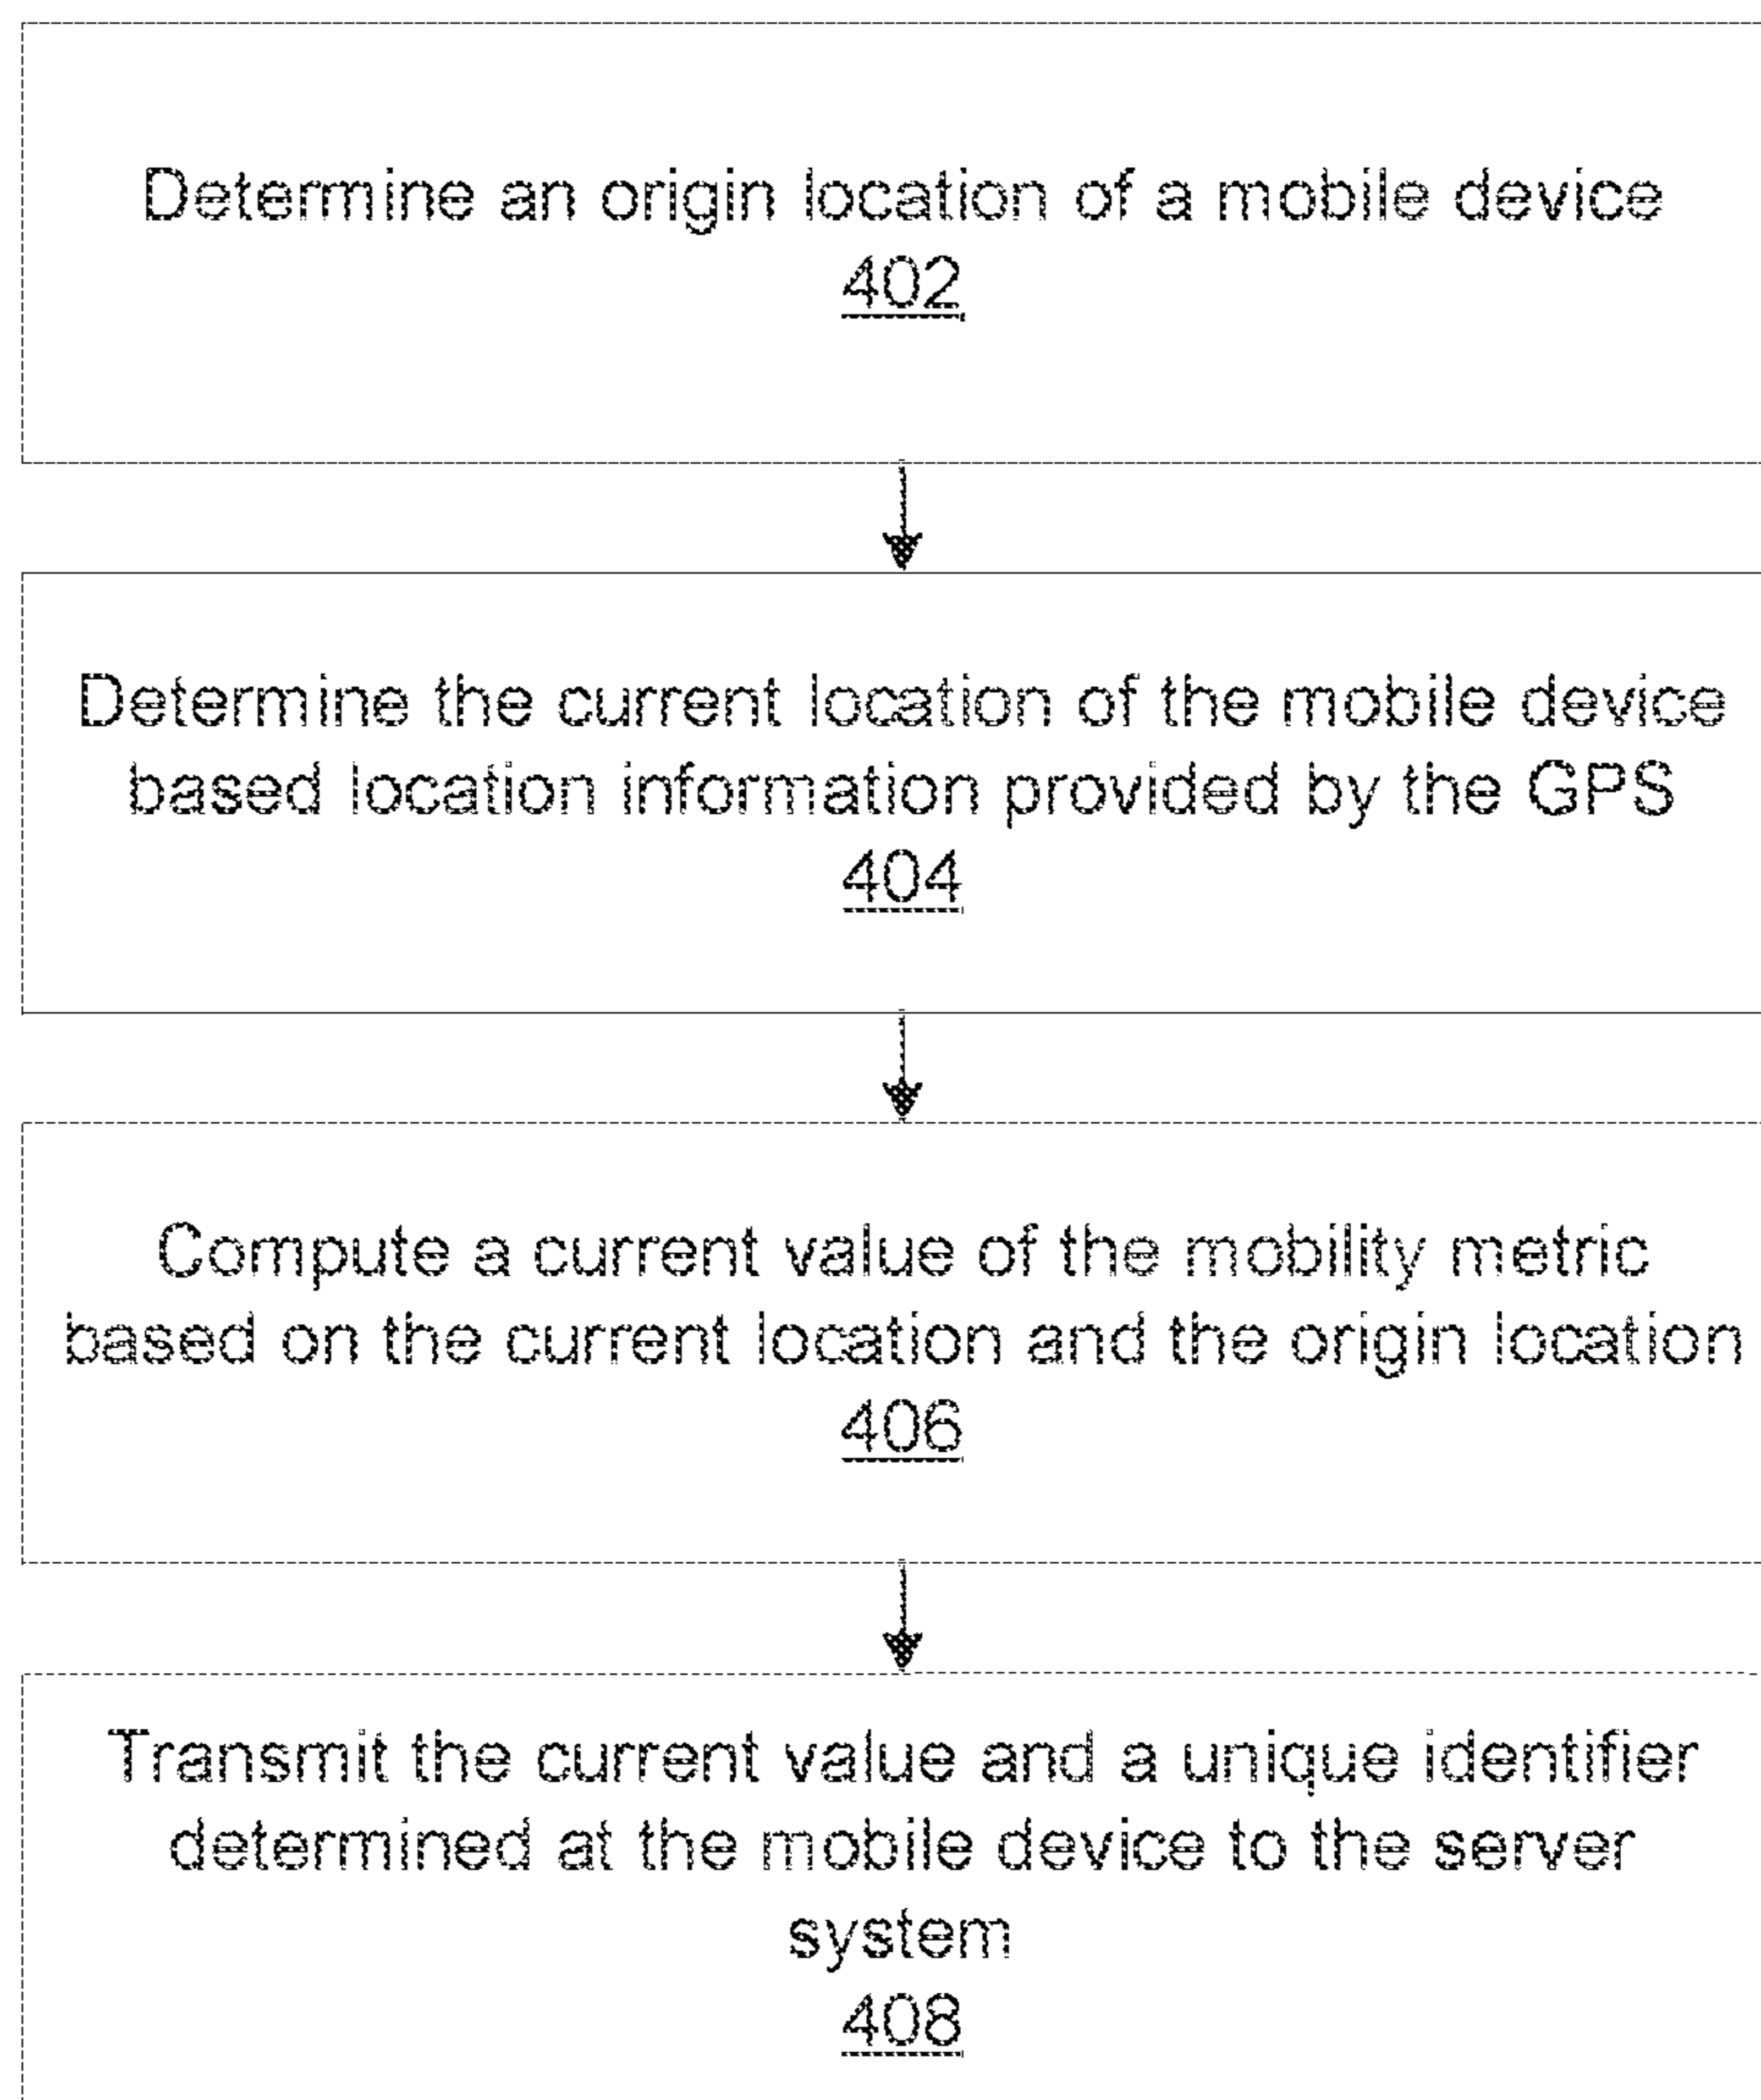 Determine an origin location of a mobile device
402
Determine the current location of the mobile device
based location information provided by the GPS
404
Compute a current value of the mobility metric
based on the current location and the origin location
406
Transmit the current value and a unique identifier
determined at the mobile device to the server
system
408